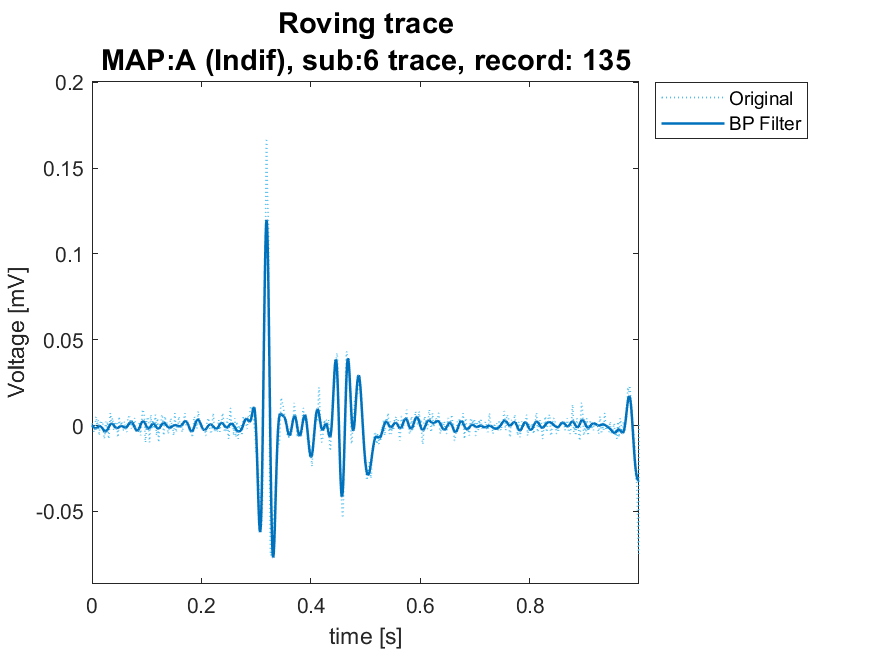 Roving trace
MAP:A (Indif), sub:6 trace, record: 135
Original
BP Filter
Voltage [mV]
0.2
0.15
0.1
0.05
0
-0.05
0
0.2
0.4
0.6
0.8
time [s]